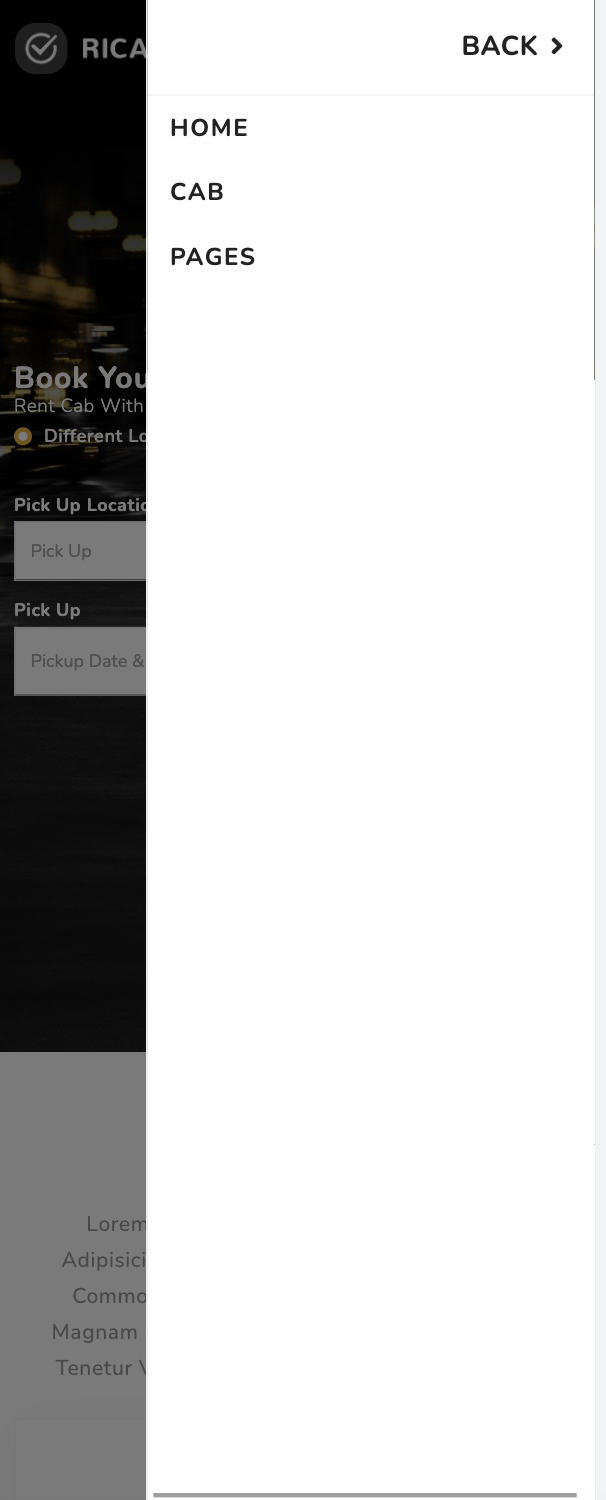 RICA
BACK
HOME
CAB
PAGES
Book You
Rent Cab With
Different Lo
Pick Up Locatio
Pick Up
Pick Up
Pickup Date &
Lorem
Adipisici
Commo
Magnam
Tenetur V